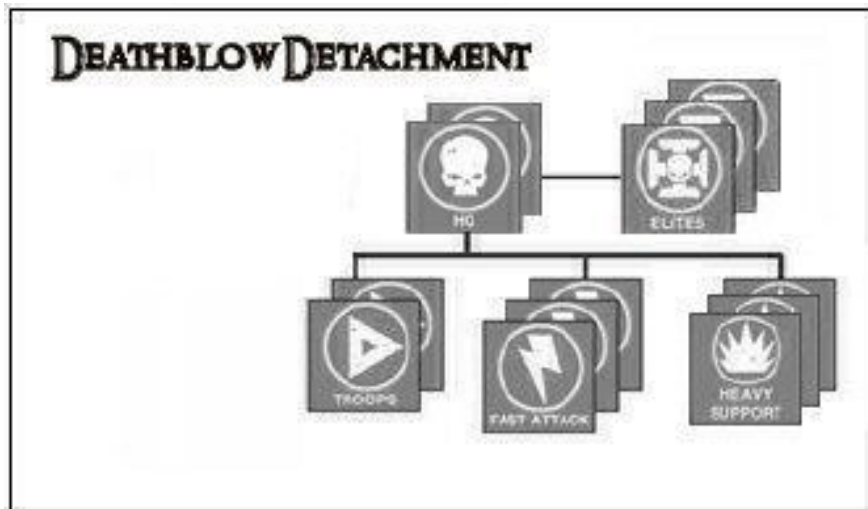 DEATHBLOW DETACHMENT
HQ
ELITES
TROOPS
FAST ATTACK
HEAVY
SUPPORT